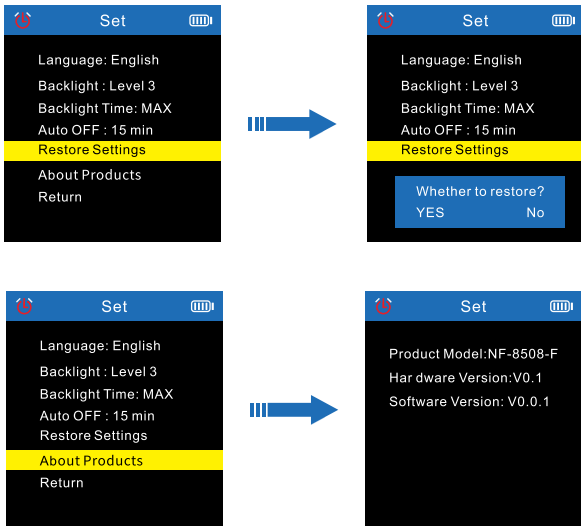 Set
Language: English
Backlight : Level 3
Backlight Time: MAX
Auto OFF : 15 min
Restore Settings
About Products
Return
Set
Language: English
Backlight : Level 3
Backlight Time: MAX
Auto OFF : 15 min
Restore Settings
Whether to restore?
YES No
Set
Language: English
Backlight : Level 3
Backlight Time: MAX
Auto OFF : 15 min
Restore Settings
About Products
Return
Set
Product Model:NF-8508-F
Har dware Version:V0.1
Software Version: V0.0.1